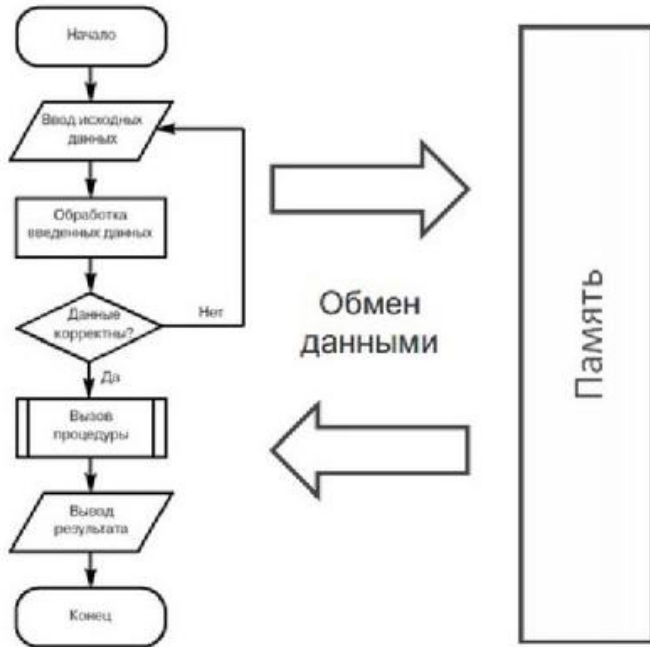 Начало
Ввод исходных
данных
Обработка
введенных данных
Данные
корректны?
Нет
Да
Вызов
процедуры
Вывод
результата
Конец
Обмен
данными
Память